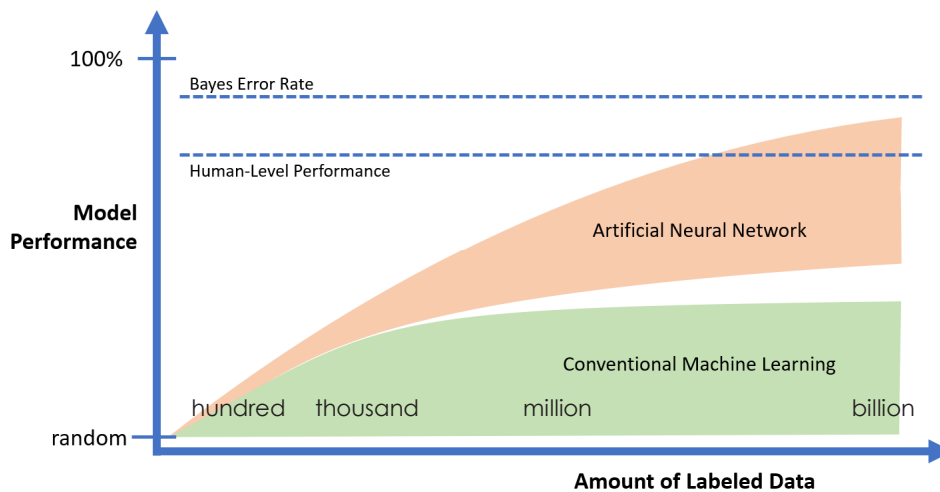 100%
Bayes Error Rate
Human-Level Performance
Model
Performance
Artificial Neural Network
Conventional Machine Learning
hundred thousand million billion
random
Amount of Labeled Data